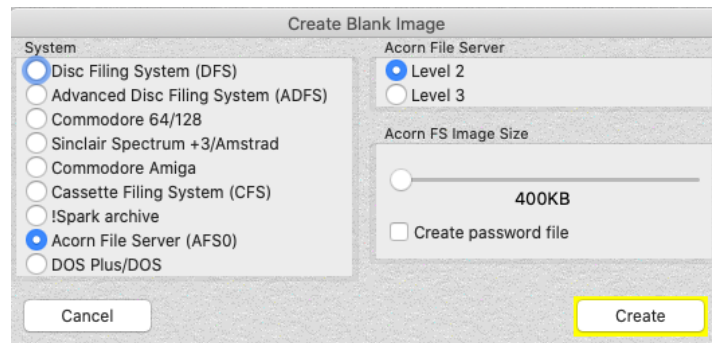 Create Blank Image
System
Disc Filing System (DFS)
Advanced Disc Filing System (ADFS)
Commodore 64/128
Sinclair Spectrum +3/Amstrad
Commodore Amiga
Cassette Filing System (CFS)
!Spark archive
Acorn File Server (AFS0)
DOS Plus/DOS
Acorn File Server
Level 2
Level 3
Acorn FS Image Size
400KB
Create password file
Cancel
Create